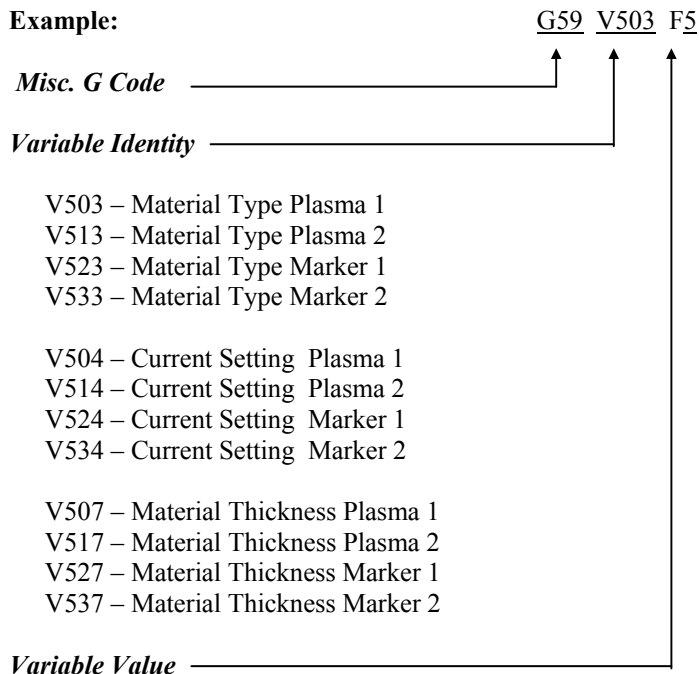 Example: G59 V503 F5
Misc. G Code
Variable Identity
V503 – Material Type Plasma 1
V513 – Material Type Plasma 2
V523 – Material Type Marker 1
V533 – Material Type Marker 2
V504 – Current Setting Plasma 1
V514 – Current Setting Plasma 2
V524 – Current Setting Marker 1
V534 – Current Setting Marker 2
V507 – Material Thickness Plasma 1
V517 – Material Thickness Plasma 2
V527 – Material Thickness Marker 1
V537 – Material Thickness Marker 2
Variable Value